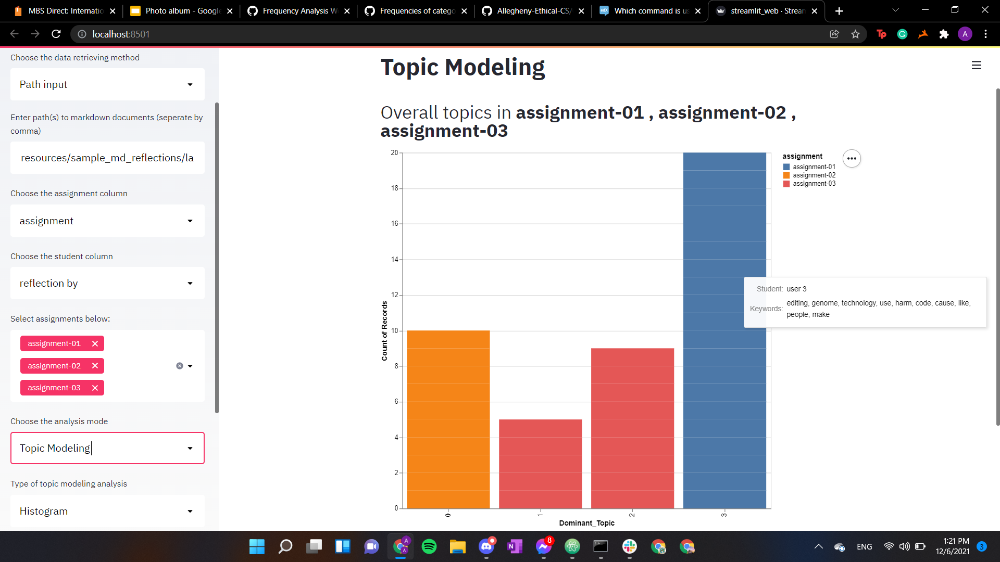 MBS Direct: Internatio
Photo album - Google
Frequency Analysis W
Frequencies of catego
Allegheny-Ethical-CS/
edX
Which command is us
streamlit_web · Stream
localhost:8501
Tp
G
A
Choose the data retrieving method
Path input
Enter path(s) to markdown documents (seperate by
comma)
resources/sample_md_reflections/la
Choose the assignment column
assignment
Choose the student column
reflection by
Select assignments below:
assignment-01
assignment-02
assignment-03
Choose the analysis mode
Topic Modeling
Type of topic modeling analysis
Histogram
Topic Modeling
Overall topics in assignment-01 , assignment-02 ,
assignment-03
20
18
16
14
12
10
8
6
4
2
0
Count of Records
0
1
2
3
Dominant_Topic
assignment
assignment-01
assignment-02
assignment-03
Student: user 3
Keywords: editing, genome, technology, use, harm, code, cause, like,
people, make
A
A
N
8
ENG
1:21 PM
12/6/2021
3